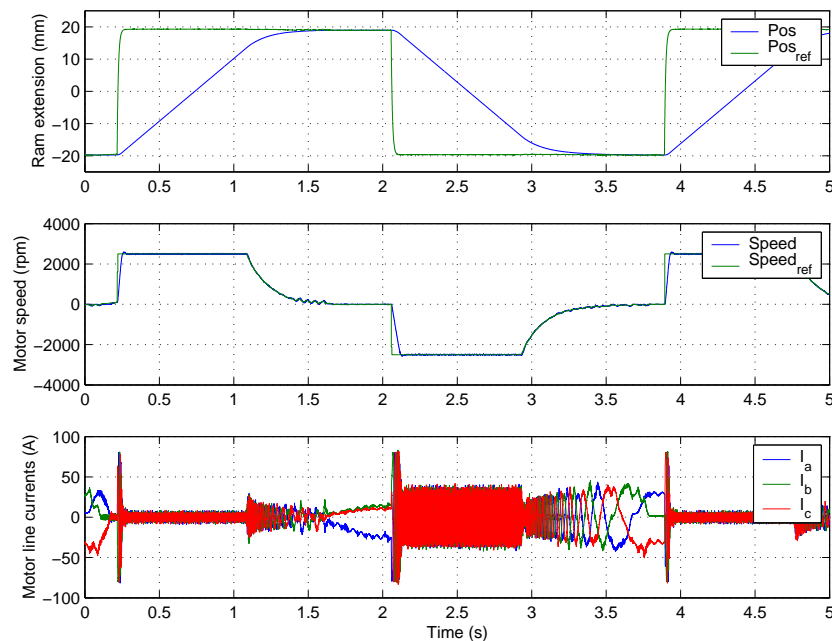 20
10
0
−10
−20
Ram extension (mm)
Pos
Pos_ref
0 0.5 1 1.5 2 2.5 3 3.5 4 4.5 5
4000
2000
0
−2000
−4000
Motor speed (rpm)
Speed
Speed_ref
0 0.5 1 1.5 2 2.5 3 3.5 4 4.5 5
100
50
0
−50
−100
Motor line currents (A)
I_a
I_b
I_c
0 0.5 1 1.5 2 2.5 3 3.5 4 4.5 5
Time (s)